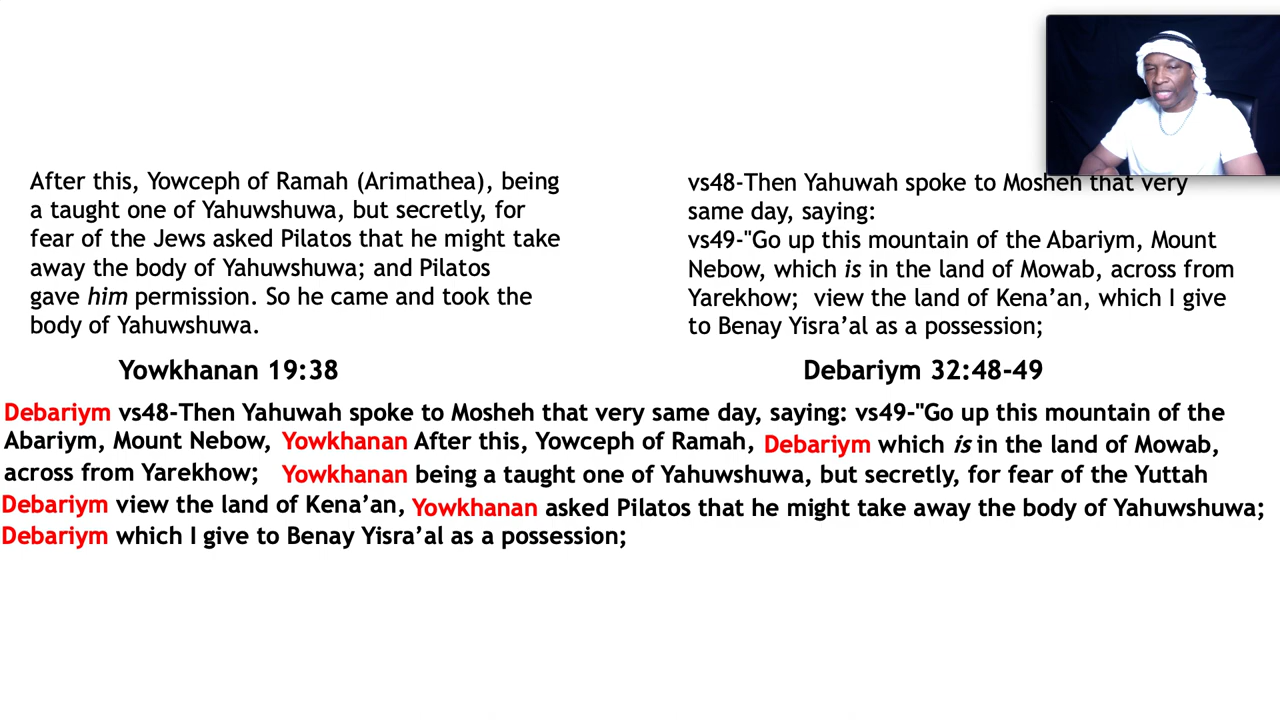 After this, Yowceph of Ramah (Arimathea), being
a taught one of Yahuwshuwa, but secretly, for
fear of the Jews asked Pilatos that he might take
away the body of Yahuwshuwa; and Pilatos
gave him permission. So he came and took the
body of Yahuwshuwa.
Yowkhanan 19:38
vs48-Then Yahuwah spoke to Mosheh that very
same day, saying:
vs49-"Go up this mountain of the Abariym, Mount
Nebow, which is in the land of Mowab, across from
Yarekhow;  view the land of Kena’an, which I give
to Benay Yisra’al as a possession;
Debariym 32:48-49
Debariym vs48-Then Yahuwah spoke to Mosheh that very same day, saying: vs49-"Go up this mountain of the
Abariym, Mount Nebow, Yowkhanan After this, Yowceph of Ramah, Debariym which is in the land of Mowab,
across from Yarekhow; Yowkhanan being a taught one of Yahuwshuwa, but secretly, for fear of the Yuttah
Debariym view the land of Kena’an, Yowkhanan asked Pilatos that he might take away the body of Yahuwshuwa;
Debariym which I give to Benay Yisra’al as a possession;